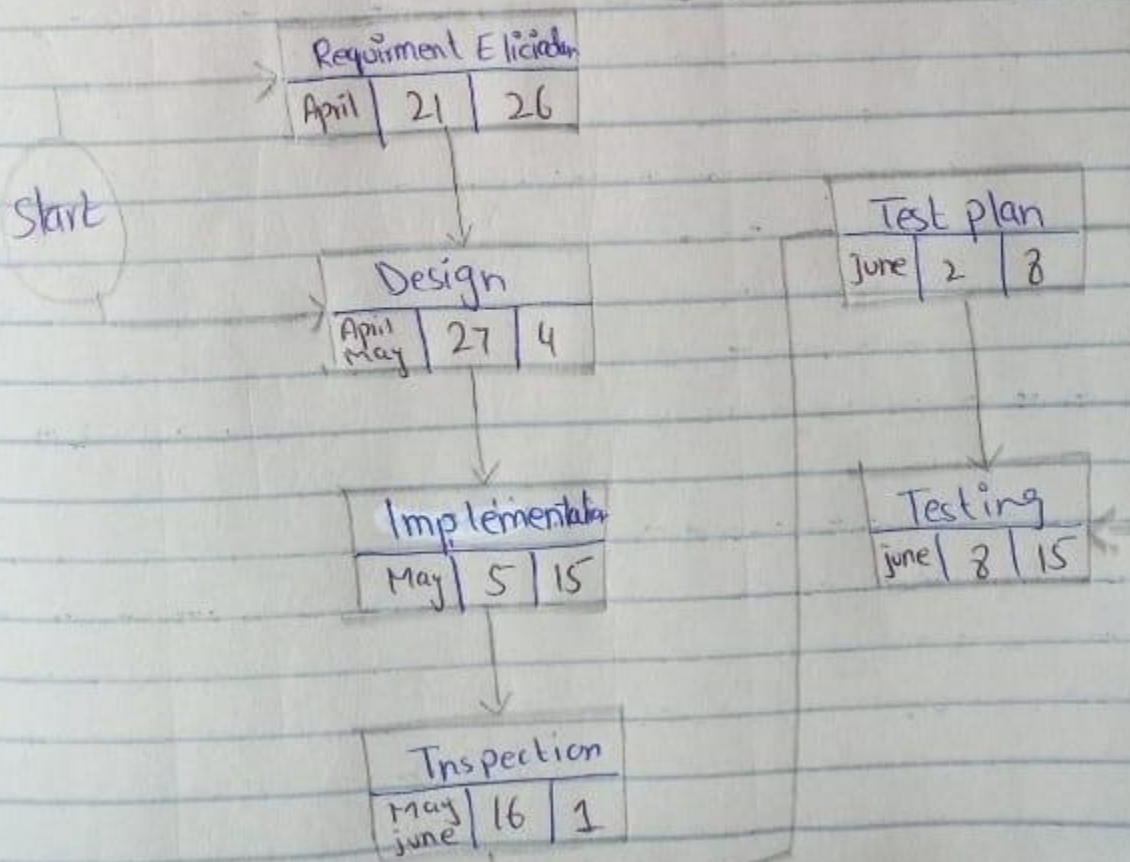 Requirment Eliciation
April 21 26
Start
Design
April May 27 4
Implementation
May 5 15
Inspection
May june 16 1
Test plan
june 2 8
Testing
june 8 15